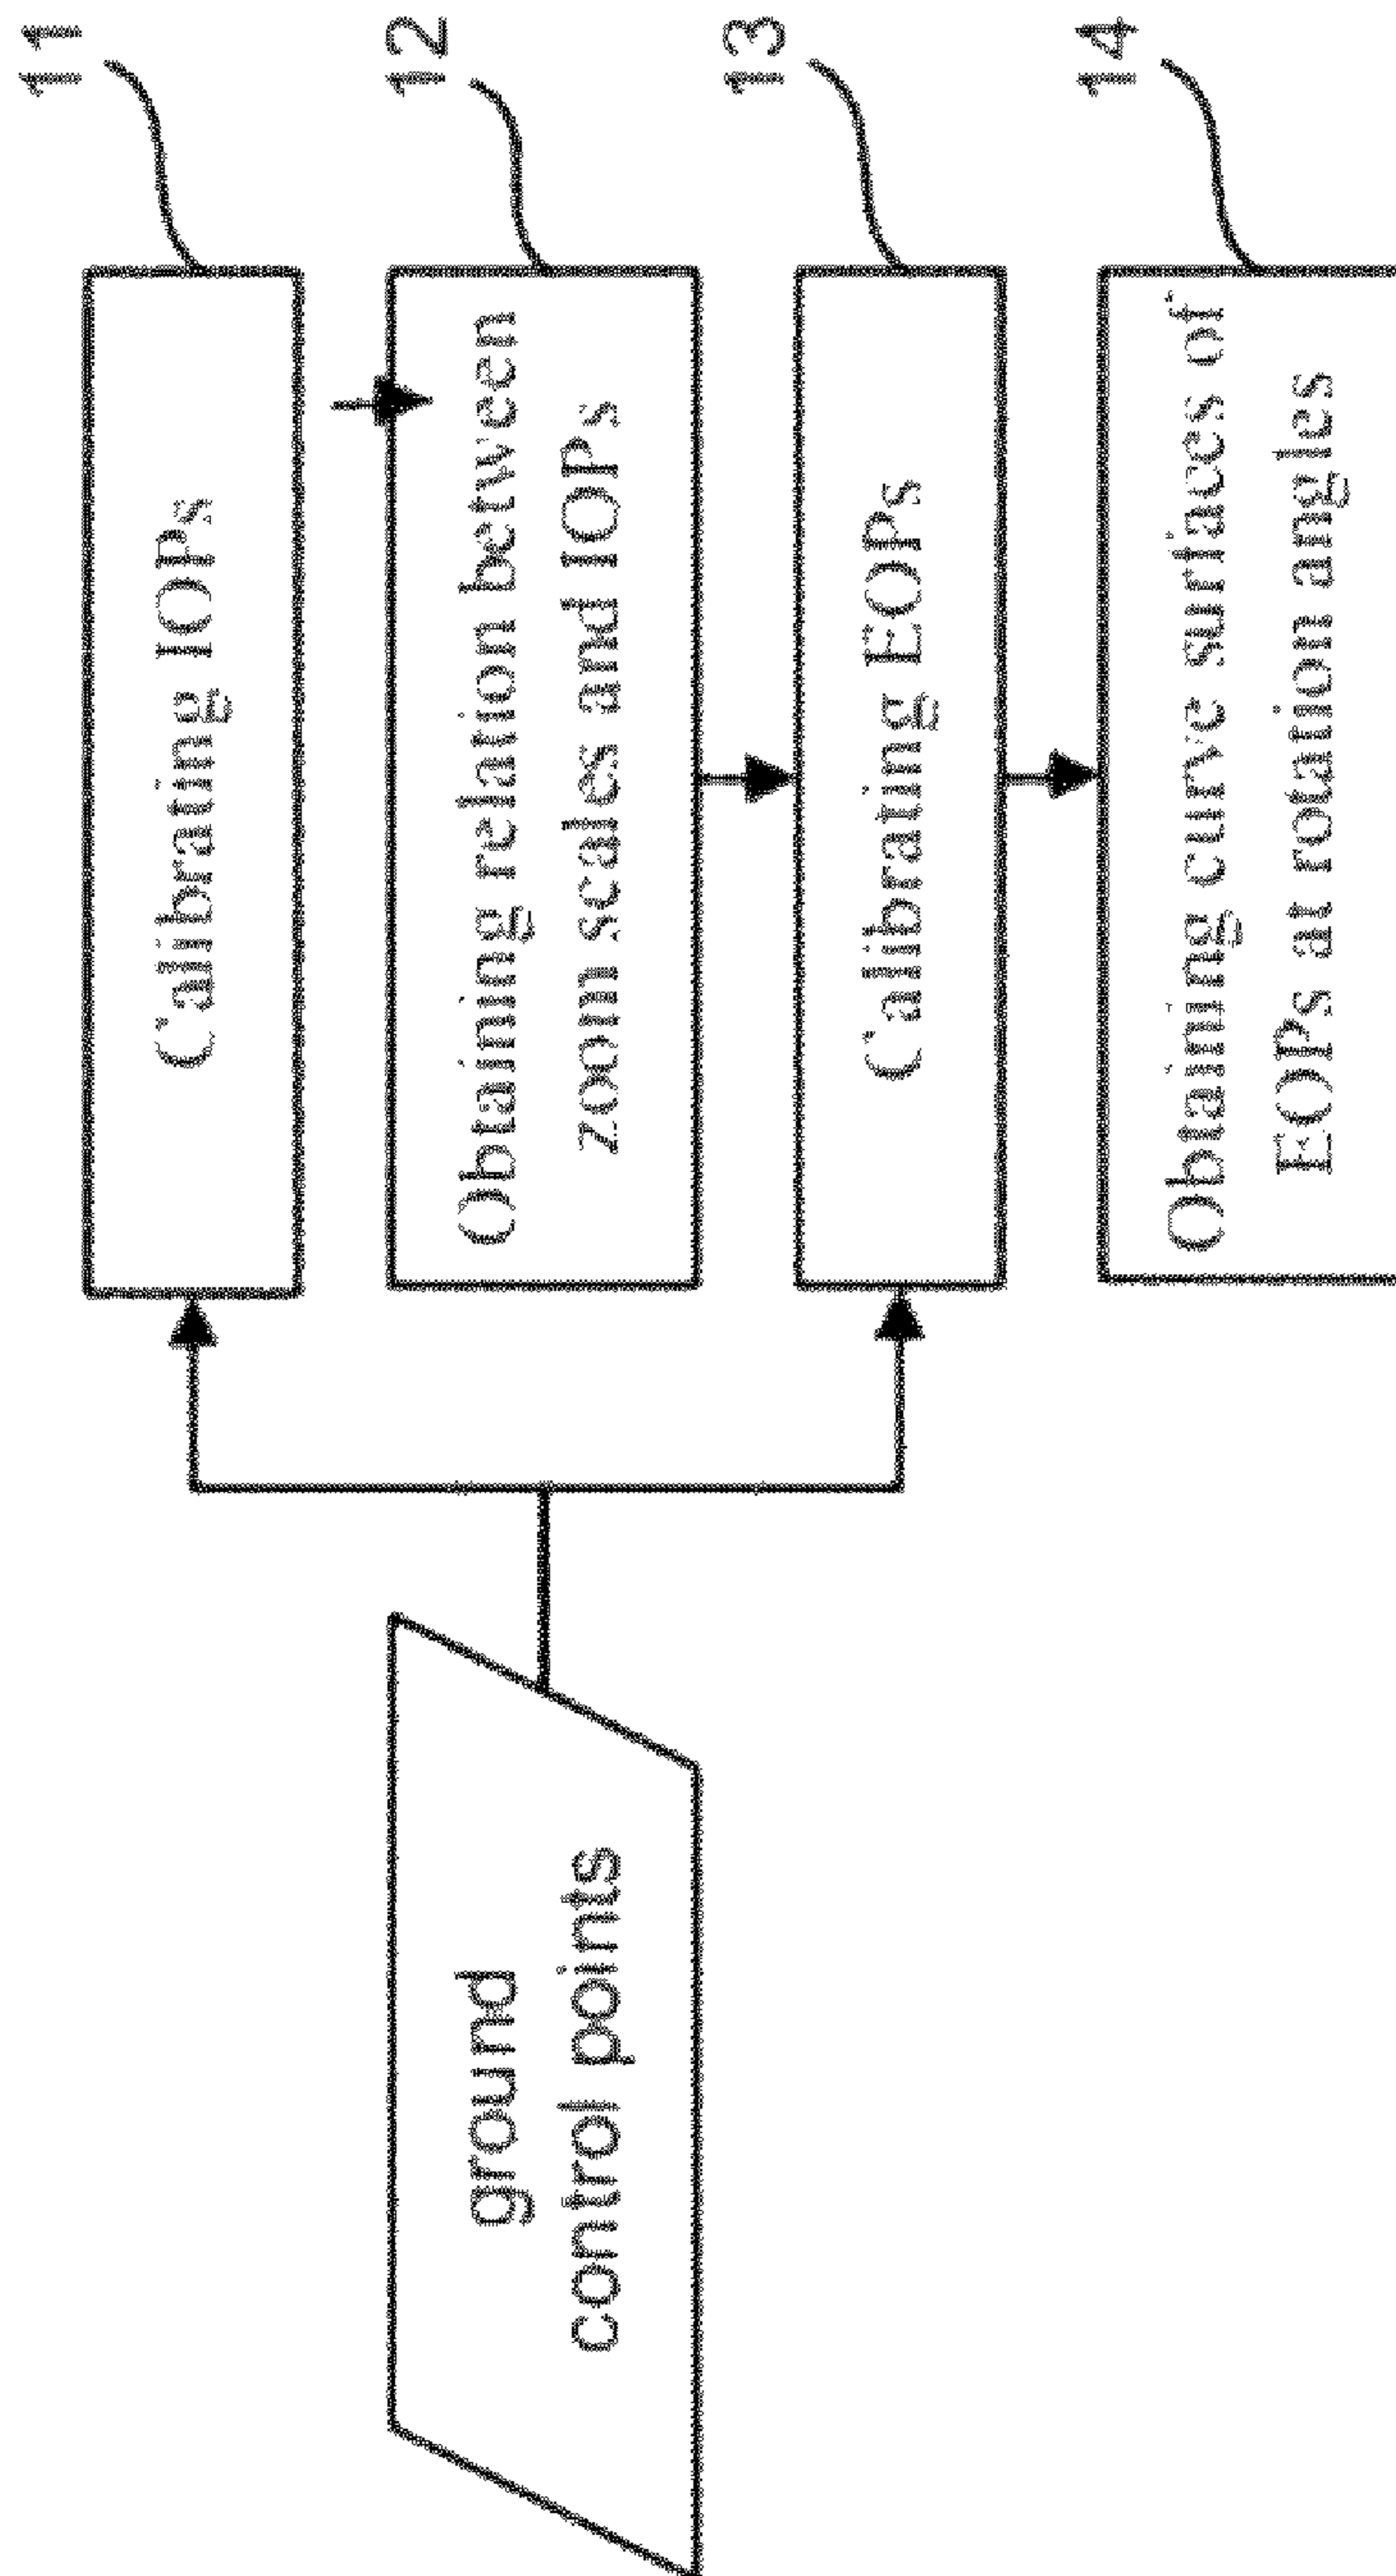 ground
control points
Calibrating IOPs
11
Obtaining relation between
zoom scales and IOPs
12
Calibrating EOPs
13
Obtaining curve surfaces of
EOPs at rotation angles
14